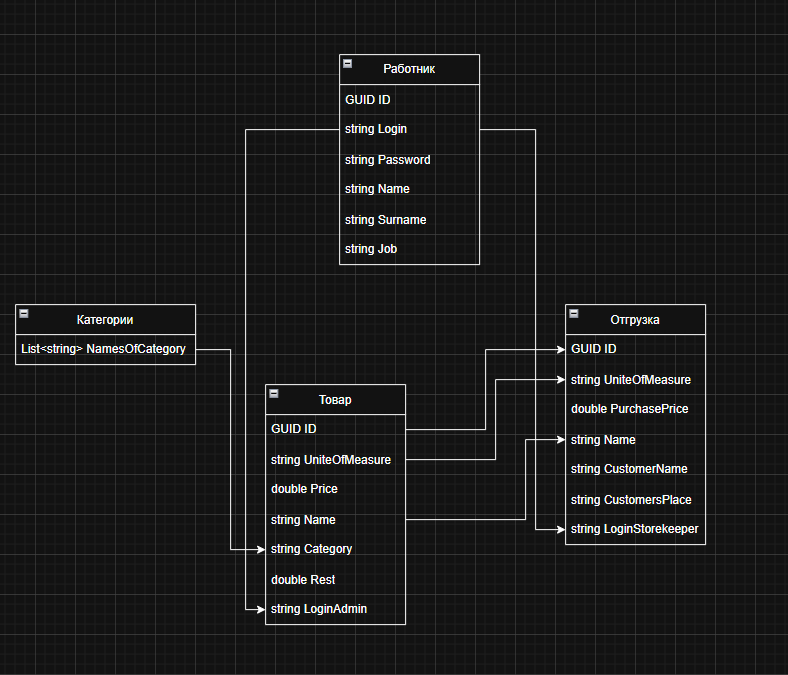 Работник
GUID ID
string Login
string Password
string Name
string Surname
string Job
Категории
List<string> NamesOfCategory
Товар
GUID ID
string UniteOfMeasure
double Price
string Name
string Category
double Rest
string LoginAdmin
Отгрузка
GUID ID
string UniteOfMeasure
double PurchasePrice
string Name
string CustomerName
string CustomersPlace
string LoginStorekeeper